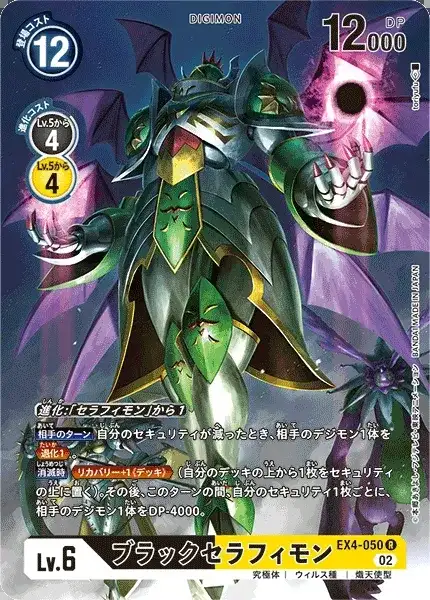 DIGIMON
登場コスト
12
12000
DP
進化コスト
Lv.5から
4
Lv.5から
4
進化:「セラフィモン」から1
相手のターン 自分のセキュリティが減ったとき、相手のデジモン1体を
退化1。
消滅時 リカバリー+1《デッキ》 (自分のデッキの上から1枚をセキュリティ
の上に置く)。その後、このターンの間、自分のセキュリティ1枚ごとに、
相手のデジモン1体をDP-4000。
Lv.6
ブラックセラフィモン
EX4-050 R
02
究極体 | ウィルス種 | 熾天使型
BANDAI MADE IN JAPAN